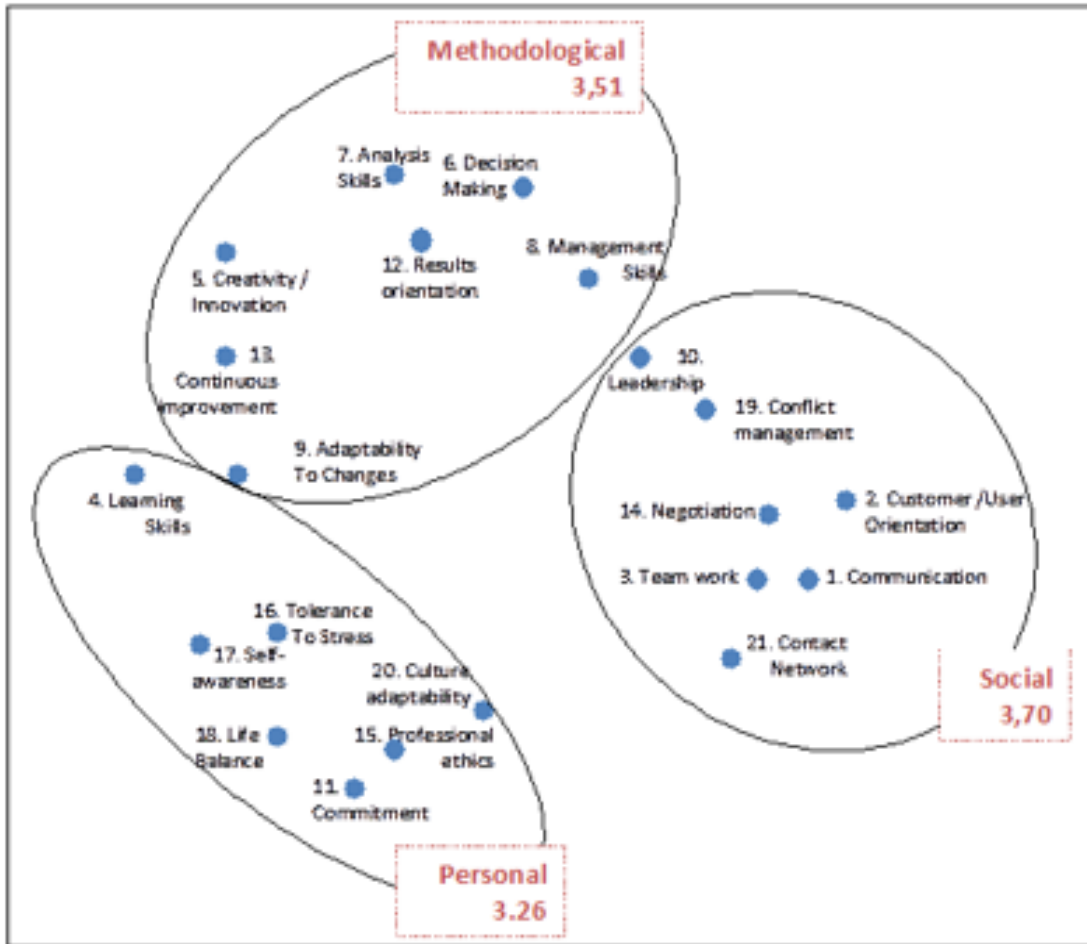 Methodological
3,51
7. Analysis
Skills
6. Decision
Making
12. Results
orientation
8. Management
Skills
5. Creativity /
Innovation
13.
Continuous
improvement
9. Adaptability
To Changes
10.
Leadership
19. Conflict
management
14. Negotiation
2. Customer /User
Orientation
3. Team work
1. Communication
21. Contact
Network
Social
3,70
4. Learning
Skills
16. Tolerance
To Stress
17. Self-
awareness
20. Culture
adaptability
18. Life
Balance
15. Professional
ethics
11.
Commitment
Personal
3.26